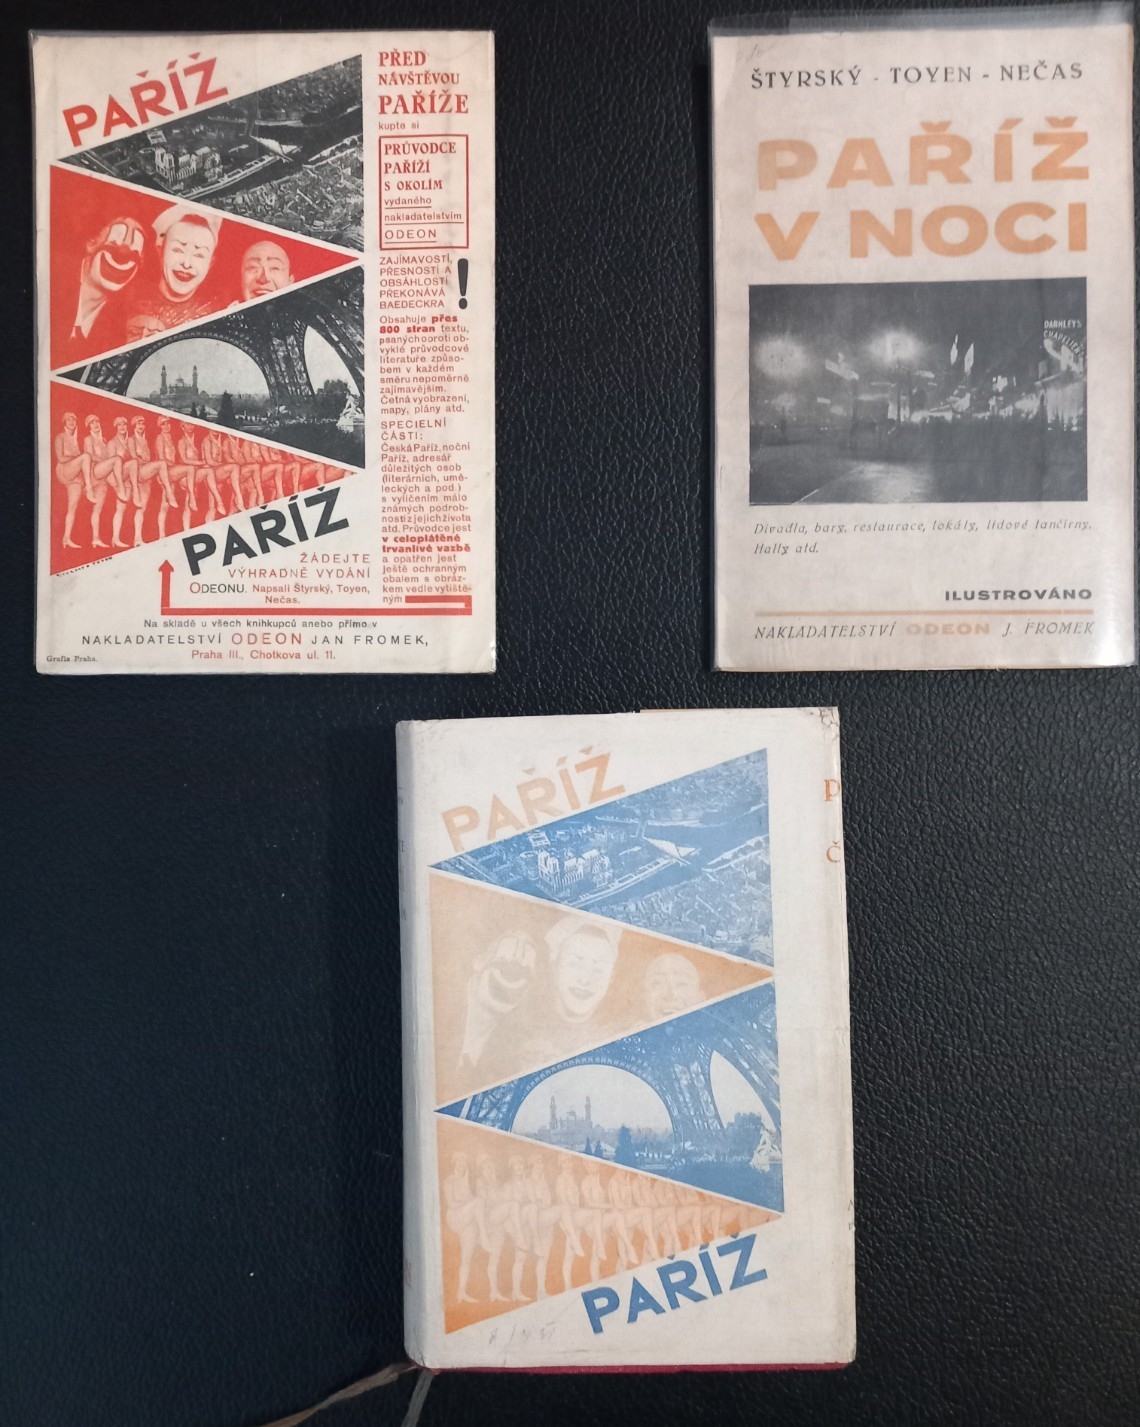 PAŘÍŽ
PŘED
NÁVŠTĚVOU
PAŘÍŽE
kupte si
PRŮVODCE
PAŘÍŽÍ
S OKOLÍM
vydaného
nakladatelstvím
ODEON
ZAJÍMAVOSTÍ,
PŘESNOSTÍ A
OBSÁHLOSTÍ
PŘEKONÁVÁ
BAEDECKRA !
Obsahuje přes
800 stran textu,
psaných oproti ob-
vyklé průvodcové
literatuře způso-
bem v každém
směru nepoměrně
zajímavějším.
Četná vyobrazení,
mapy, plány atd.
SPECIELNÍ
ČÁSTI:
Česká Paříž, noční
Paříž, adresář
důležitých osob
(literárních, umě-
leckých a pod.)
s vylíčením málo
známých podrob-
ností z jejich života
atd. Průvodce jest
v celoplátěné
trvanlivé vazbě
a opatřen jest
ještě ochranným
obalem s obráz-
kem vedle vytiště-
ným
PAŘÍŽ
ŽÁDEJTE
VÝHRADNĚ VYDÁNÍ
ODEONU. Napsali Štyrský, Toyen,
Nečas.
Na skladě u všech knihkupců anebo přímo v
NAKLADATELSTVÍ ODEON JAN FROMEK,
Praha III., Chotkova ul. 11.
Grafia Praha.
ŠTYRSKÝ - TOYEN - NEČAS
PAŘÍŽ
V NOCI
DARNLEY'S
Divadla, bary, restaurace, lokály, lidové tančírny,
Hally atd.
ILUSTROVÁNO
NAKLADATELSTVÍ ODEON J. FROMEK
PAŘÍŽ
P
Č
PAŘÍŽ